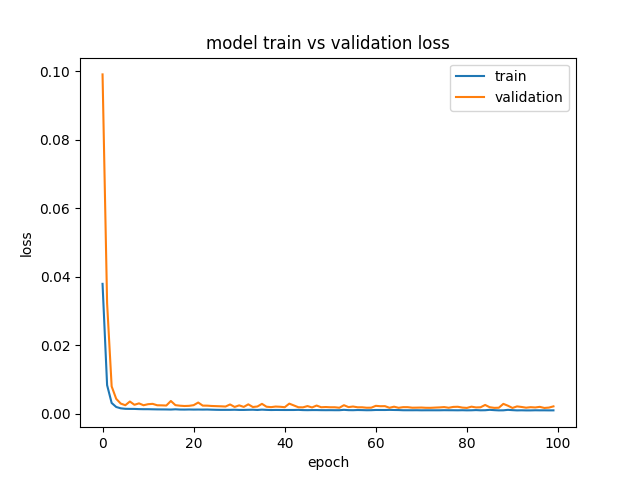 model train vs validation loss
train
validation
0.10
0.08
0.06
0.04
0.02
0.00
loss
0 20 40 60 80 100
epoch